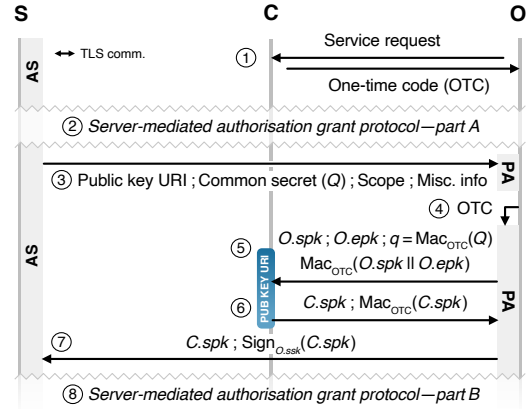 S C O
AS
↔ TLS comm.
① Service request
One-time code (OTC)
② Server-mediated authorisation grant protocol—part A
AS
PA
③ Public key URI ; Common secret (Q) ; Scope ; Misc. info
④ OTC
⑤ O.spk ; O.epk ; q = Mac_OTC(Q)
Mac_OTC(O.spk || O.epk)
PUB KEY URI
PA
⑥ C.spk ; Mac_OTC(C.spk)
⑦ C.spk ; Sign_O.ssk(C.spk)
⑧ Server-mediated authorisation grant protocol—part B